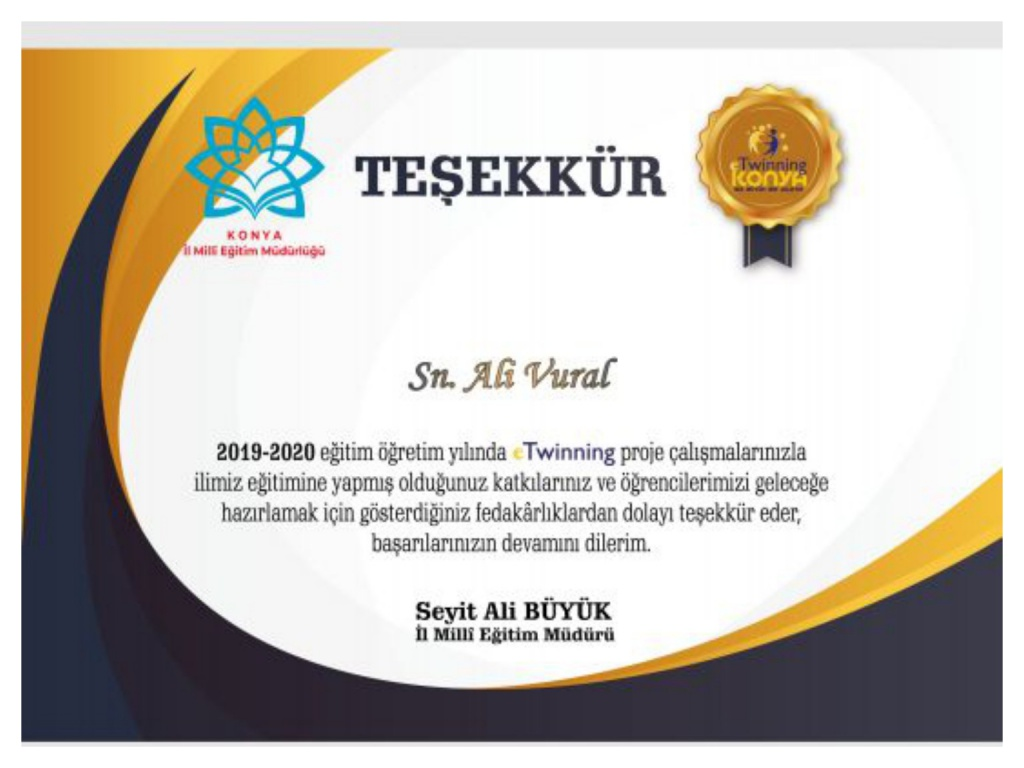 KONYA
İl Millî Eğitim Müdürlüğü
TEŞEKKÜR
eTwinning
KONYA
Sn. Ali Vural
2019-2020 eğitim öğretim yılında eTwinning proje çalışmalarınızla
ilimiz eğitimine yapmış olduğunuz katkılarınız ve öğrencilerimizi geleceğe
hazırlamak için gösterdiğiniz fedakârlıklardan dolayı teşekkür eder,
başarılarınızın devamını dilerim.
Seyit Ali BÜYÜK
İl Millî Eğitim Müdürü